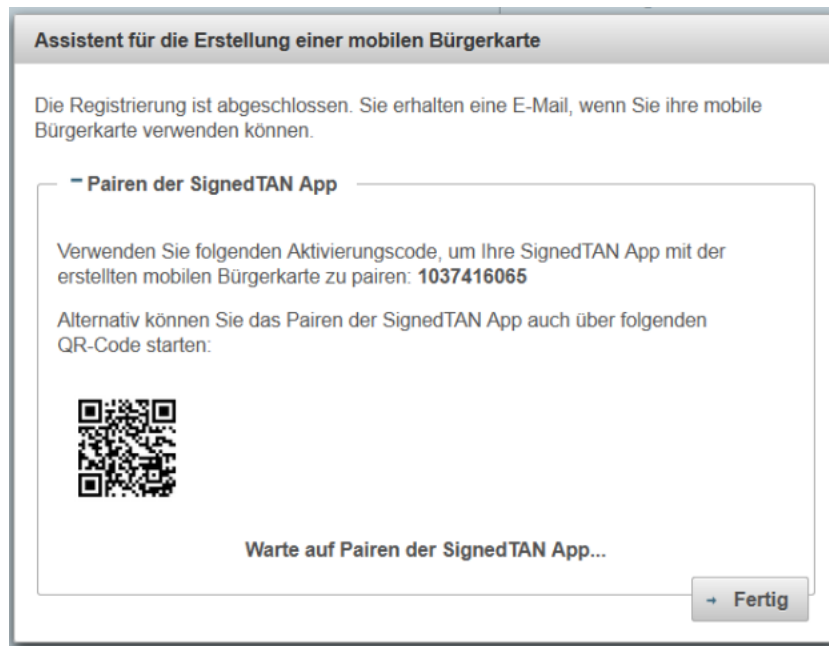 Assistent für die Erstellung einer mobilen Bürgerkarte
Die Registrierung ist abgeschlossen. Sie erhalten eine E-Mail, wenn Sie ihre mobile
Bürgerkarte verwenden können.
Pairen der SignedTAN App
Verwenden Sie folgenden Aktivierungscode, um Ihre SignedTAN App mit der
erstellten mobilen Bürgerkarte zu pairen: 1037416065
Alternativ können Sie das Pairen der SignedTAN App auch über folgenden
QR-Code starten:
Warte auf Pairen der SignedTAN App...
Fertig